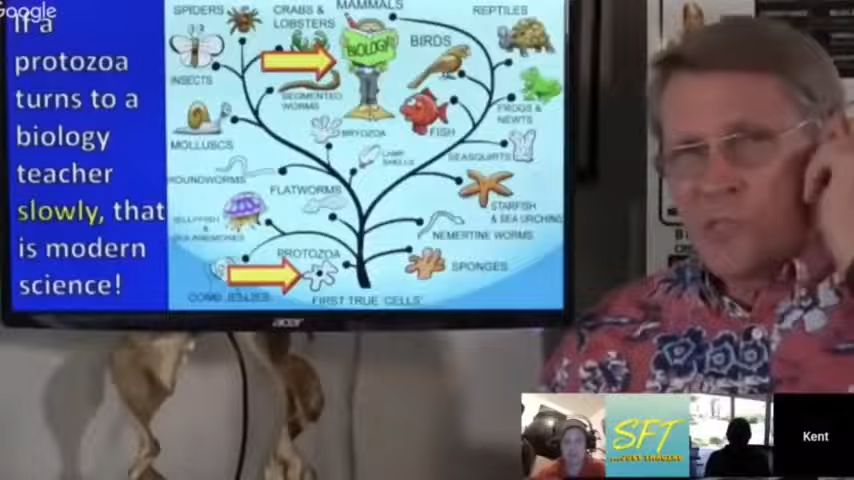 Google
If a
protozoa
turns to a
biology
teacher
slowly, that
is modern
science!
SPIDERS
CRABS &
LOBSTERS
MAMMALS
REPTILES
BIOLOGY
BIRDS
INSECTS
SEGMENTED
WORMS
FROGS &
NEWTS
BRYOZOA
FISH
MOLLUSCS
LAMP
SHELLS
SEASQUIRTS
ROUNDWORMS
FLATWORMS
STARFISH
& SEA URCHINS
JELLYFISH
&
SEA ANEMONES
NEMERTINE WORMS
PROTOZOA
SPONGES
COMB JELLIES
FIRST TRUE 'CELLS'
acer
SFT
Kent